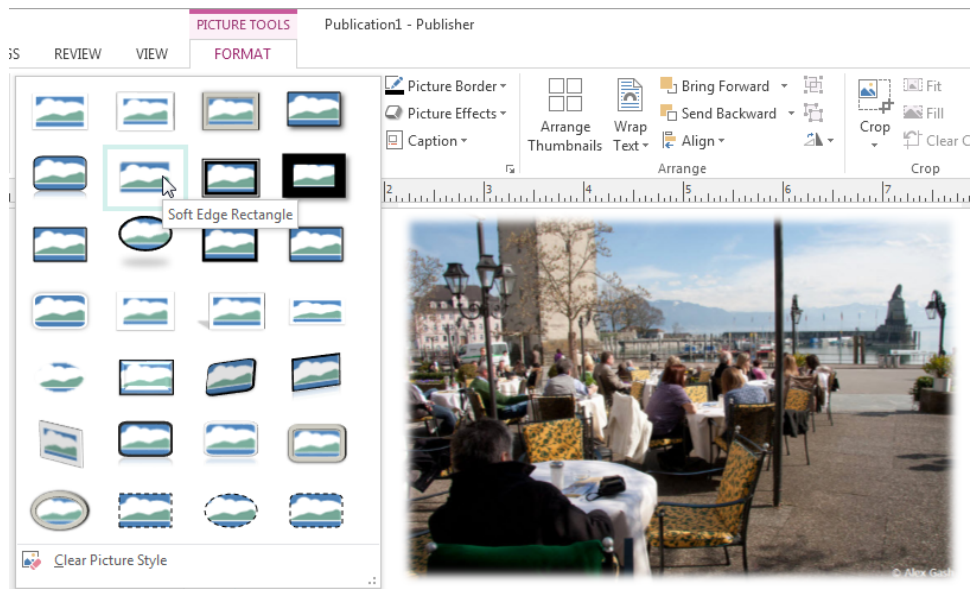 PICTURE TOOLS Publication1 - Publisher
GS REVIEW VIEW FORMAT
Picture Border
Picture Effects
Caption
Arrange Thumbnails
Wrap Text
Bring Forward
Send Backward
Align
Arrange
Crop
Fit
Fill
Clear C
Crop
2 3 4 5 6 7
Soft Edge Rectangle
Clear Picture Style
© Alex Gash